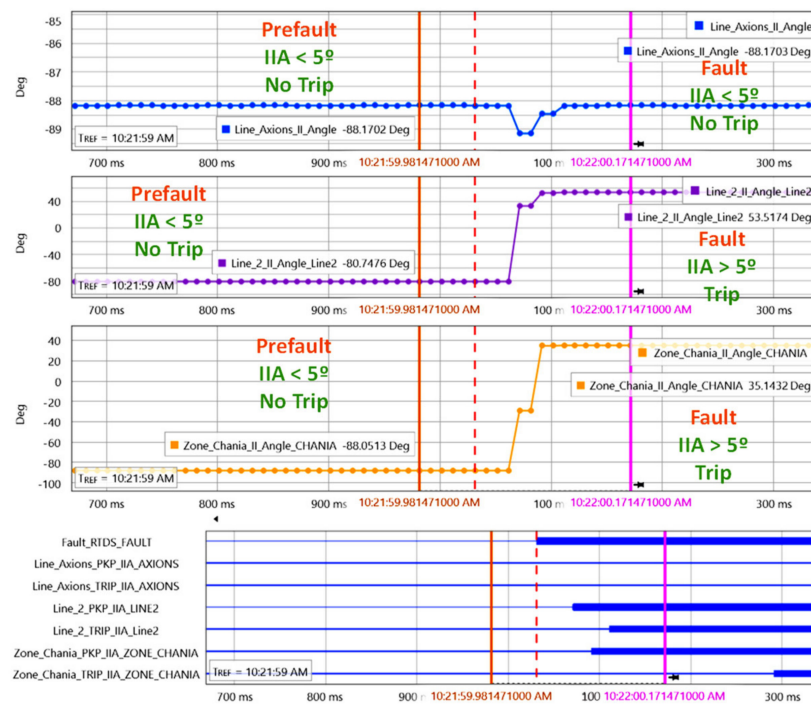 -85
-86
-87
-88
-89
Deg
Prefault
IIA < 5º
No Trip
Line_Axions_II_Angle
Line_Axions_II_Angle -88.1703 Deg
Fault
IIA < 5º
No Trip
Line_Axions_II_Angle -88.1702 Deg
TREF = 10:21:59 AM
700 ms 800 ms 900 ms 10:21:59.981471000 AM 100 m 10:22:00.171471000 AM 300 ms
40
0
-40
-80
Deg
Prefault
IIA < 5º
No Trip
Line_2_II_Angle_Line2
Line_2_II_Angle_Line2 53.5174 Deg
Line_2_II_Angle_Line2 -80.7476 Deg
Fault
IIA > 5º
Trip
TREF = 10:21:59 AM
700 ms 800 ms 900 ms 10:21:59.981471000 AM 100 m 10:22:00.171471000 AM 300 ms
40
20
0
-20
-40
-60
-80
-100
Deg
Prefault
IIA < 5º
No Trip
Zone_Chania_II_Angle_CHANIA
Zone_Chania_II_Angle_CHANIA 35.1432 Deg
Zone_Chania_II_Angle_CHANIA -88.0513 Deg
Fault
IIA > 5º
Trip
TREF = 10:21:59 AM
700 ms 800 ms 900 ms 10:21:59.981471000 AM 100 m 10:22:00.171471000 AM 300 ms
Fault_RTDS_FAULT
Line_Axions_PKP_IIA_AXIONS
Line_Axions_TRIP_IIA_AXIONS
Line_2_PKP_IIA_LINE2
Line_2_TRIP_IIA_Line2
Zone_Chania_PKP_IIA_ZONE_CHANIA
Zone_Chania_TRIP_IIA_ZONE_CHANIA
TREF = 10:21:59 AM
700 ms 800 ms 900 m 10:21:59.981471000 AM 100 10:22:00.171471000 AM 300 ms